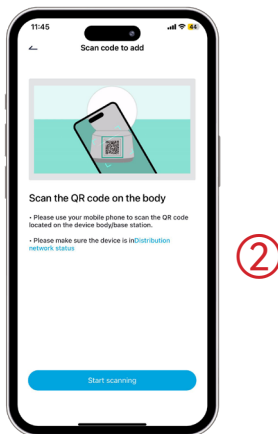 11:45
44
Scan code to add
Scan the QR code on the body
• Please use your mobile phone to scan the QR code
located on the device body/base station.
• Please make sure the device is inDistribution
network status
Start scanning
②